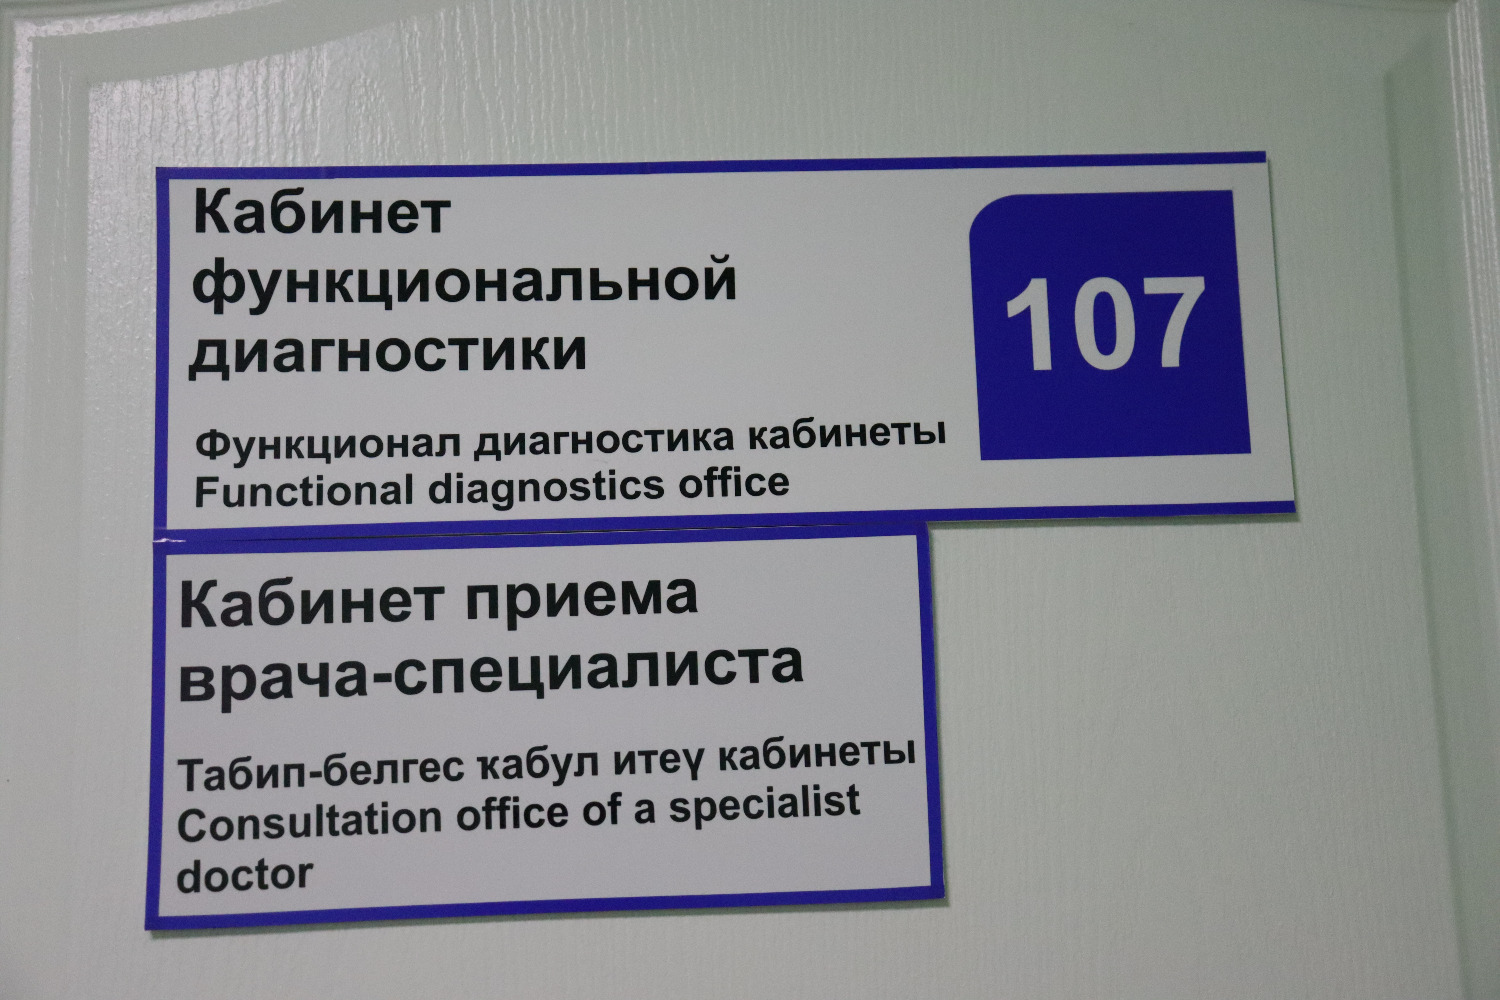 Кабинет
функциональной
диагностики
107
Функционал диагностика кабинеты
Functional diagnostics office
Кабинет приема
врача-специалиста
Табип-белгес ҡабул итеү кабинеты
Consultation office of a specialist
doctor